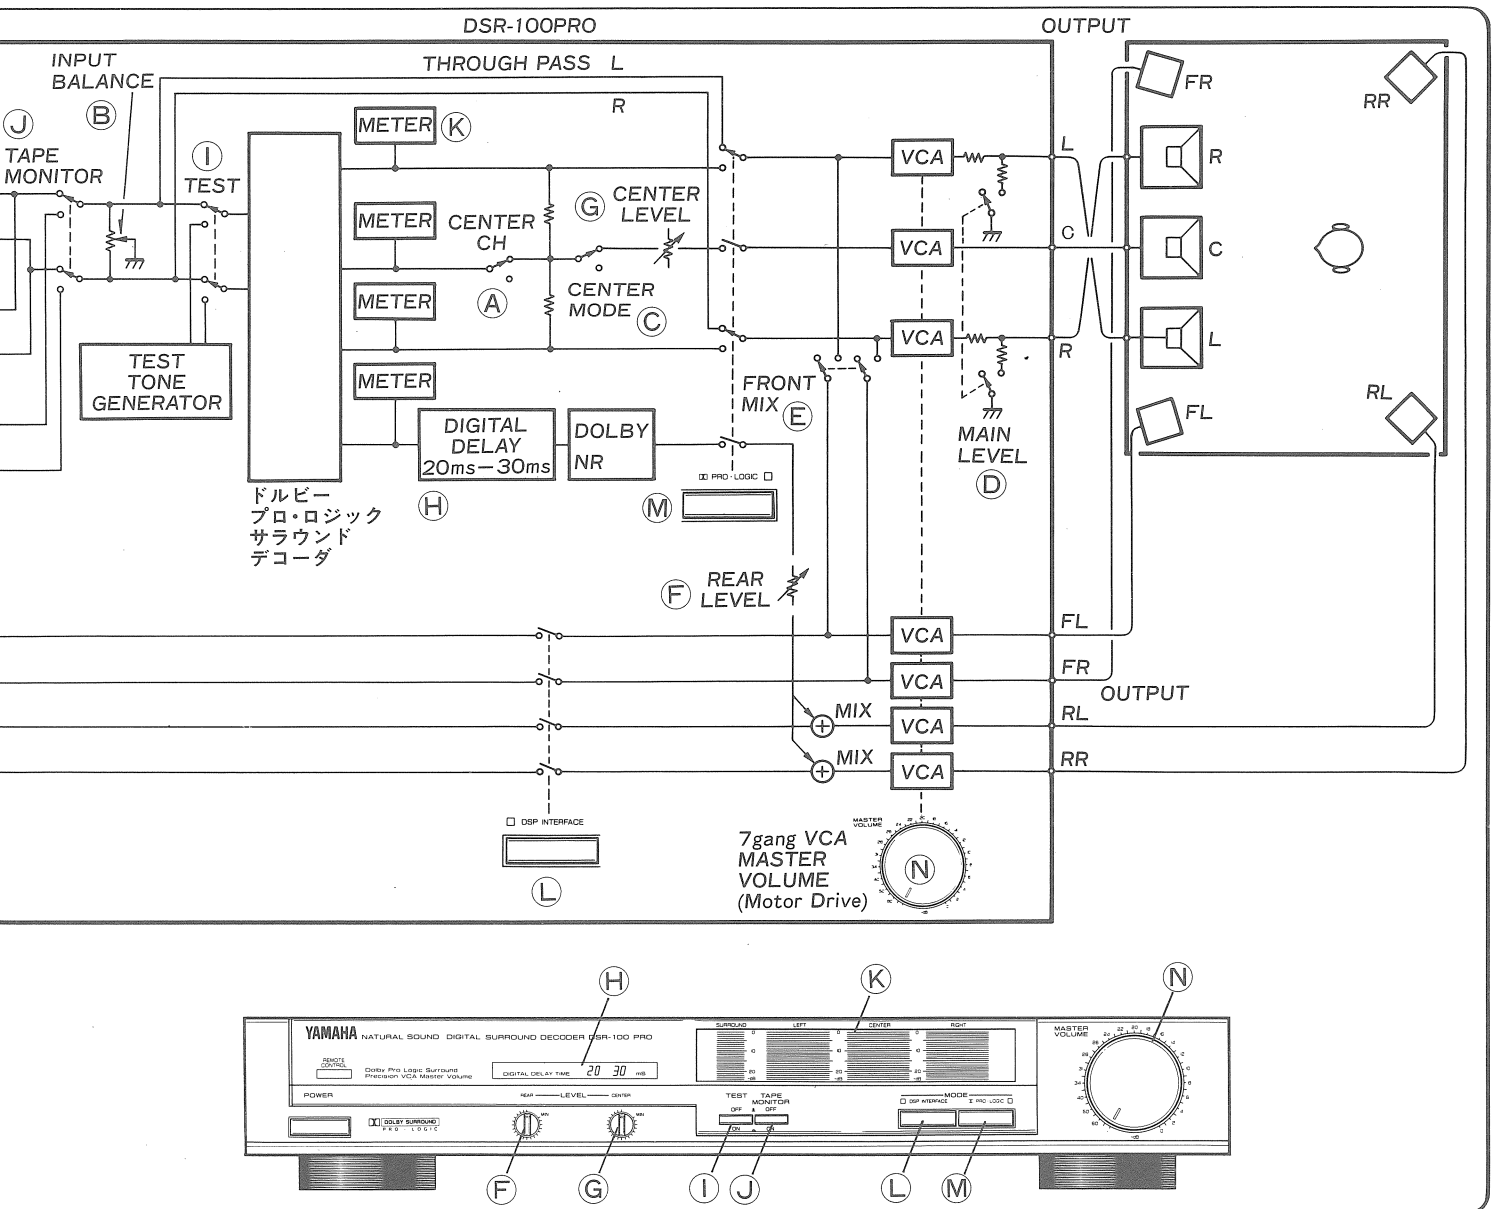 DSR-100PRO
OUTPUT
INPUT
BALANCE
B
J
TAPE
MONITOR
I
TEST
THROUGH PASS L
R
METER
K
METER
METER
METER
CENTER
CH
A
G
CENTER
LEVEL
CENTER
MODE
C
TEST
TONE
GENERATOR
ドルビー
プロ・ロジック
サラウンド
デコーダ
DIGITAL
DELAY
20ms−30ms
H
DOLBY
NR
PRO·LOGIC
M
FRONT
MIX
E
VCA
VCA
VCA
MAIN
LEVEL
D
L
C
R
FR
RR
R
C
L
FL
RL
F
REAR
LEVEL
VCA
VCA
VCA
VCA
MIX
MIX
FL
FR
OUTPUT
RL
RR
DSP INTERFACE
L
7gang VCA
MASTER
VOLUME
(Motor Drive)
MASTER
VOLUME
N
H
K
N
YAMAHA NATURAL SOUND DIGITAL SURROUND DECODER DSR-100 PRO
REMOTE
CONTROL
Dolby Pro Logic Surround
Precision VCA Master Volume
DIGITAL DELAY TIME 20 30 mS
SURROUND LEFT CENTER RIGHT
MASTER
VOLUME
POWER
DOLBY SURROUND
PRO · LOGIC
REAR LEVEL CENTER
MIN
MIN
TEST
TAPE
MONITOR
OFF
OFF
ON
ON
MODE
DSP INTERFACE
PRO·LOGIC
F
G
I
J
L
M